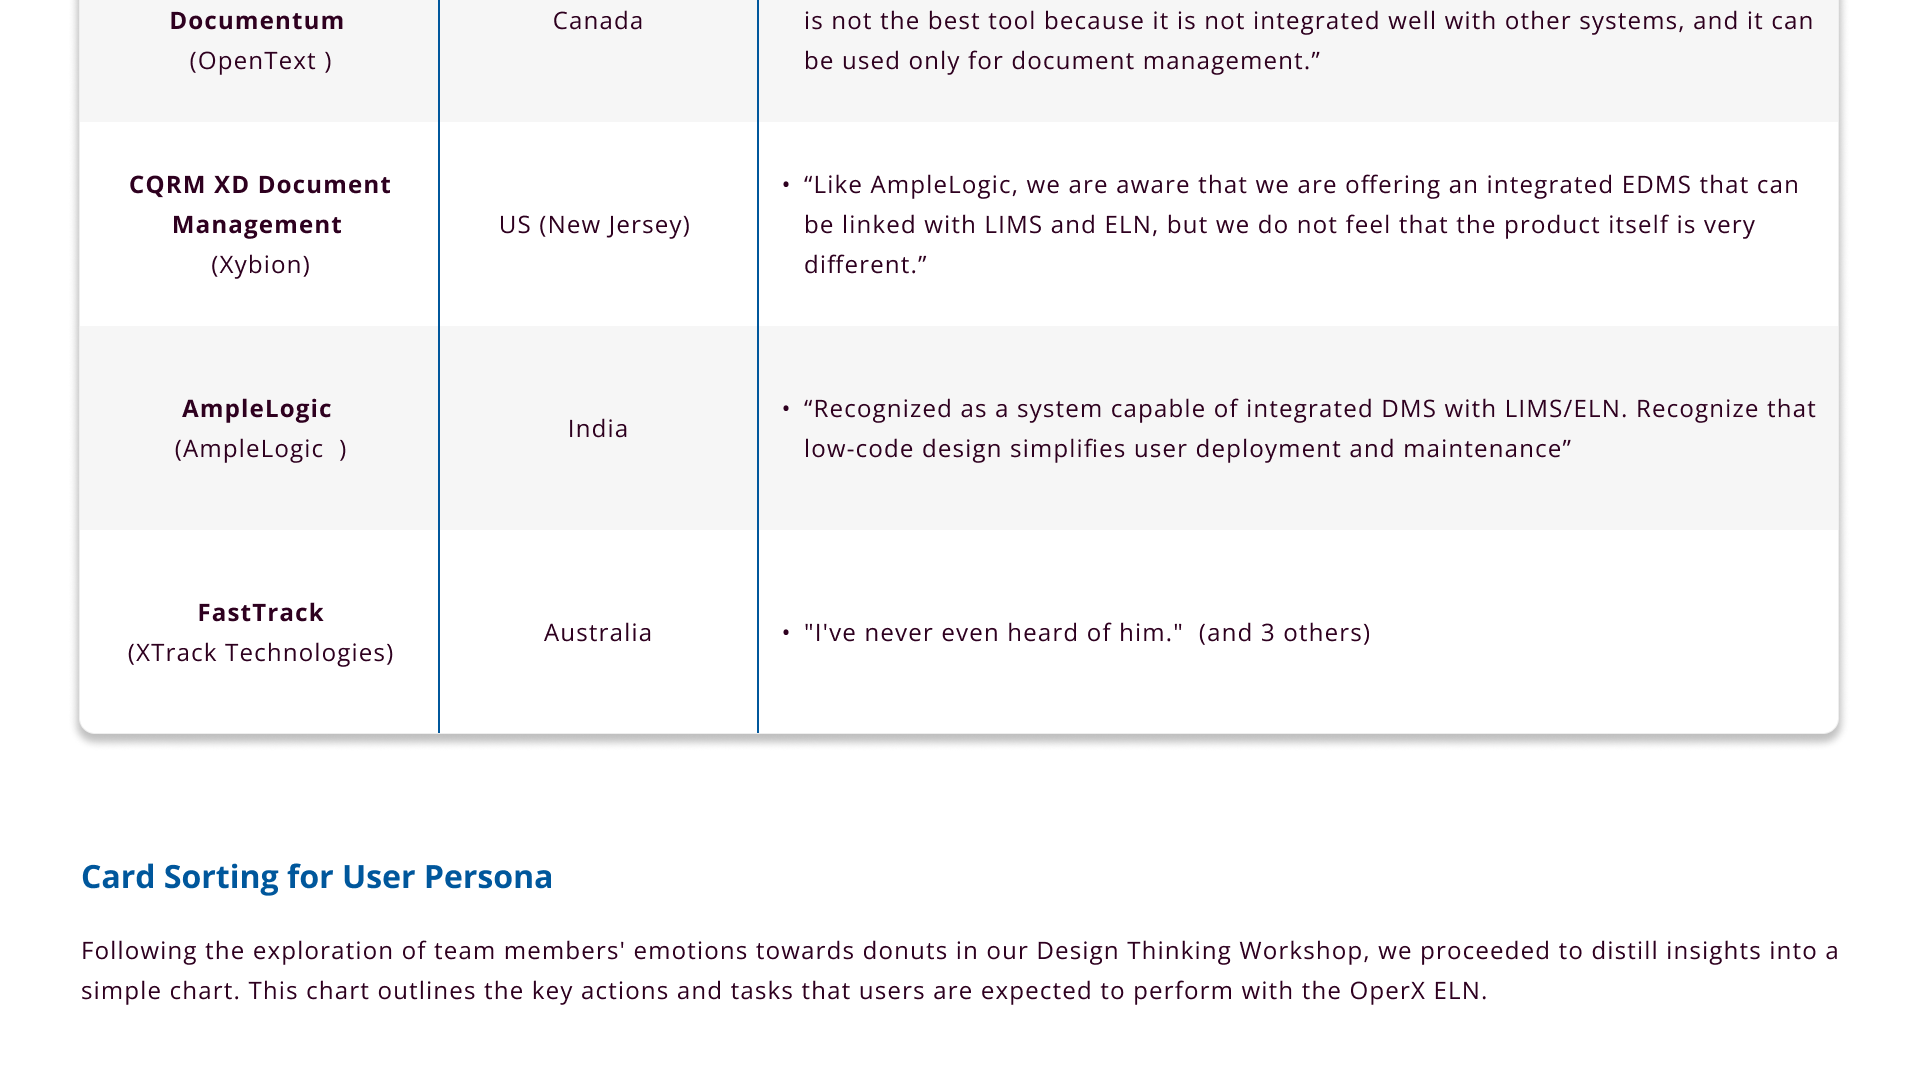 Documentum
(OpenText )
Canada
is not the best tool because it is not integrated well with other systems, and it can
be used only for document management.”
CQRM XD Document
Management
(Xybion)
US (New Jersey)
• “Like AmpleLogic, we are aware that we are offering an integrated EDMS that can
be linked with LIMS and ELN, but we do not feel that the product itself is very
different.”
AmpleLogic
(AmpleLogic  )
India
• “Recognized as a system capable of integrated DMS with LIMS/ELN. Recognize that
low-code design simplifies user deployment and maintenance”
FastTrack
(XTrack Technologies)
Australia
• "I've never even heard of him."  (and 3 others)
Card Sorting for User Persona
Following the exploration of team members' emotions towards donuts in our Design Thinking Workshop, we proceeded to distill insights into a
simple chart. This chart outlines the key actions and tasks that users are expected to perform with the OperX ELN.